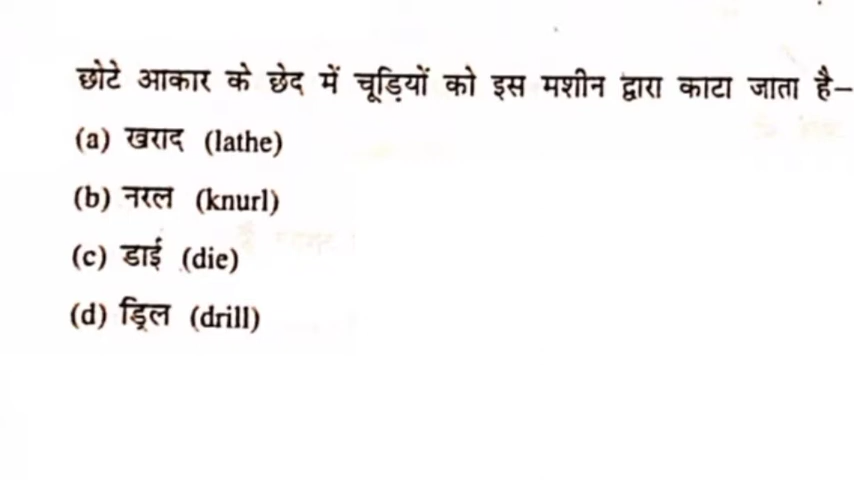 छोटे आकार के छेद में चूड़ियों को इस मशीन द्वारा काटा जाता है–
(a) खराद (lathe)
(b) नरल (knurl)
(c) डाई (die)
(d) ड्रिल (drill)